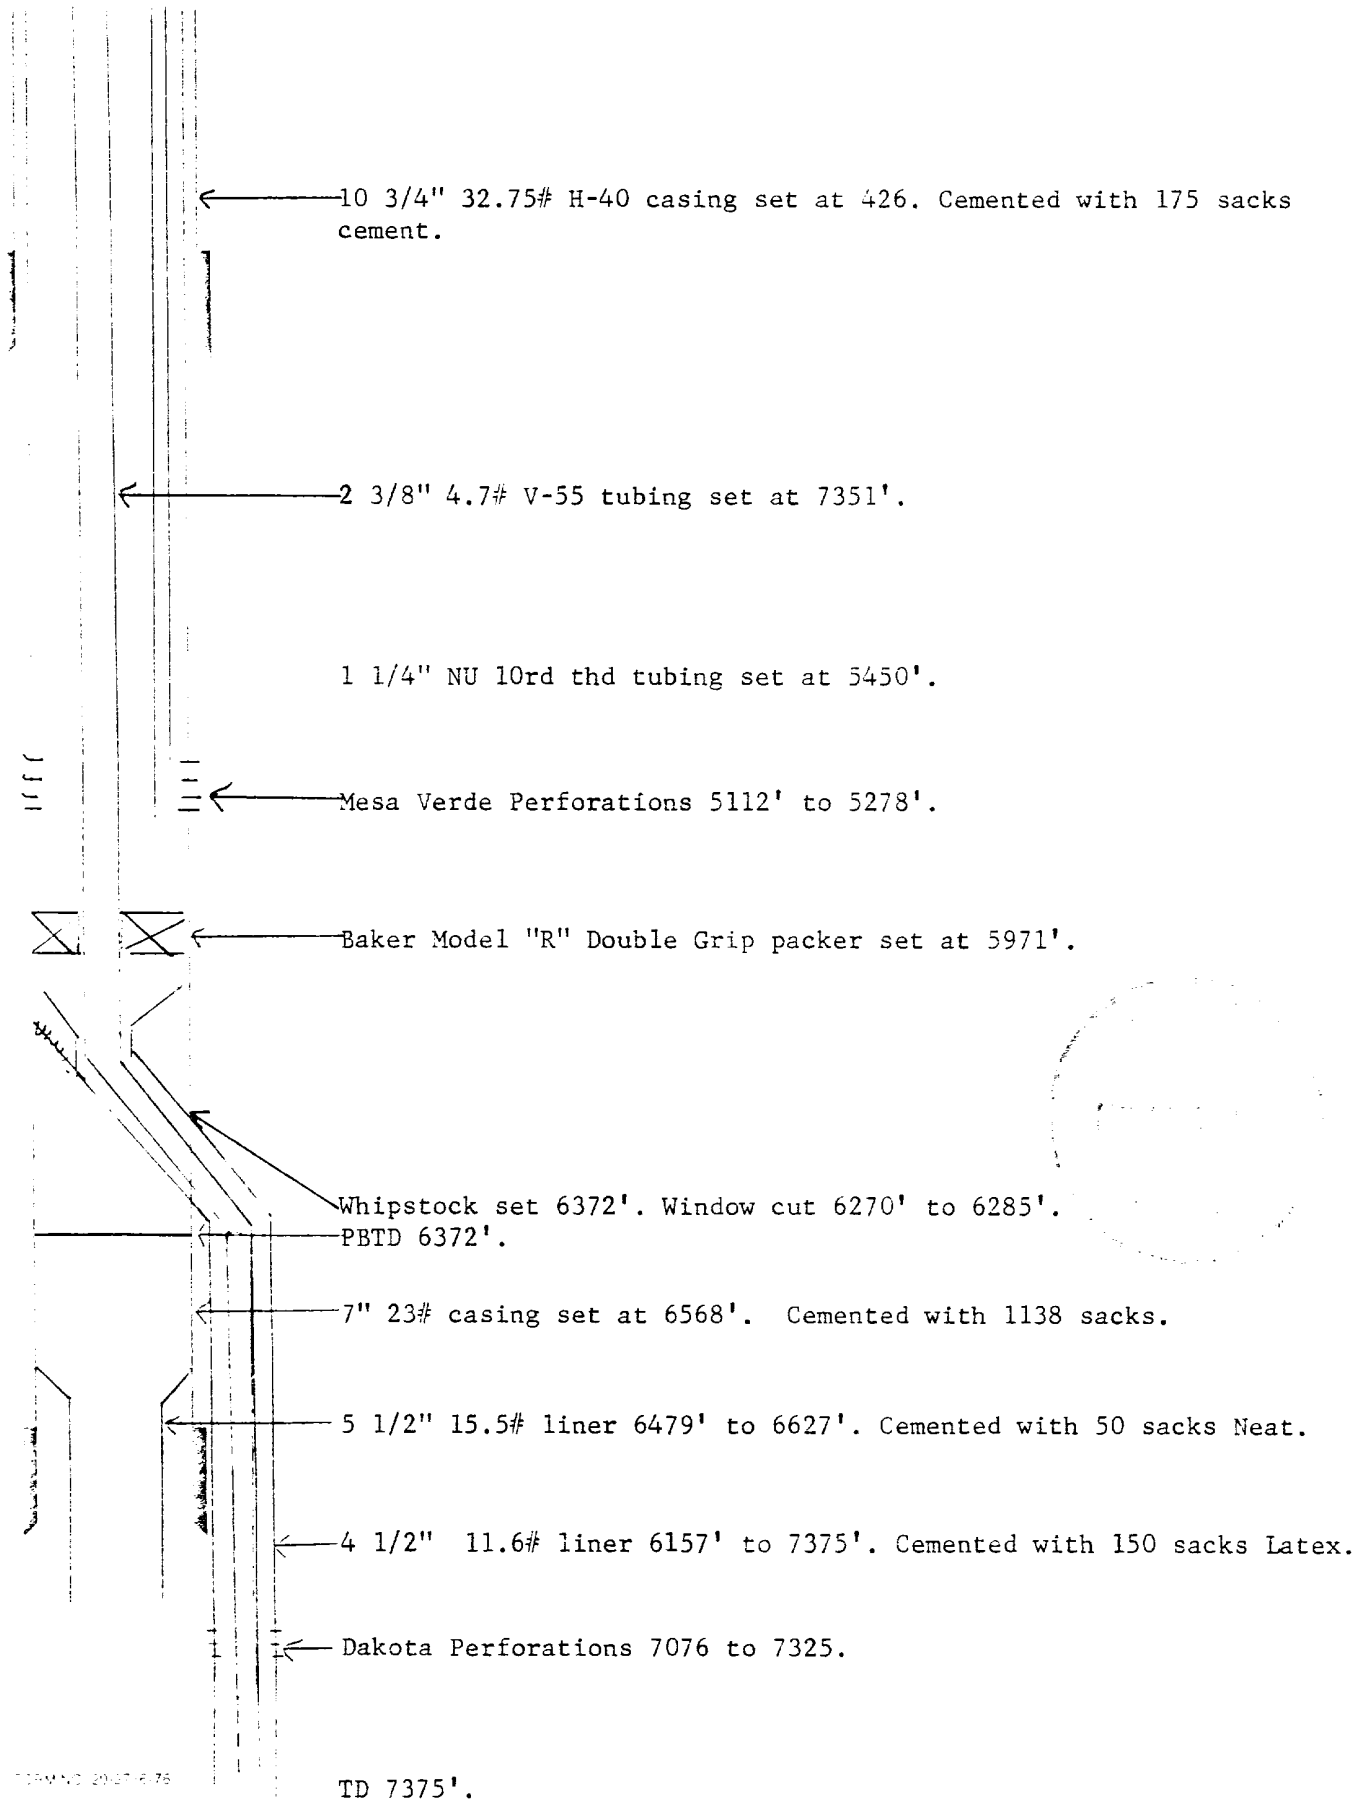 10 3/4" 32.75# H-40 casing set at 426. Cemented with 175 sacks
cement.
2 3/8" 4.7# V-55 tubing set at 7351'.
1 1/4" NU 10rd thd tubing set at 5450'.
Mesa Verde Perforations 5112' to 5278'.
Baker Model "R" Double Grip packer set at 5971'.
Whipstock set 6372'. Window cut 6270' to 6285'.
PBTD 6372'.
7" 23# casing set at 6568'. Cemented with 1138 sacks.
5 1/2" 15.5# liner 6479' to 6627'. Cemented with 50 sacks Neat.
4 1/2" 11.6# liner 6157' to 7375'. Cemented with 150 sacks Latex.
Dakota Perforations 7076 to 7325.
TD 7375'.